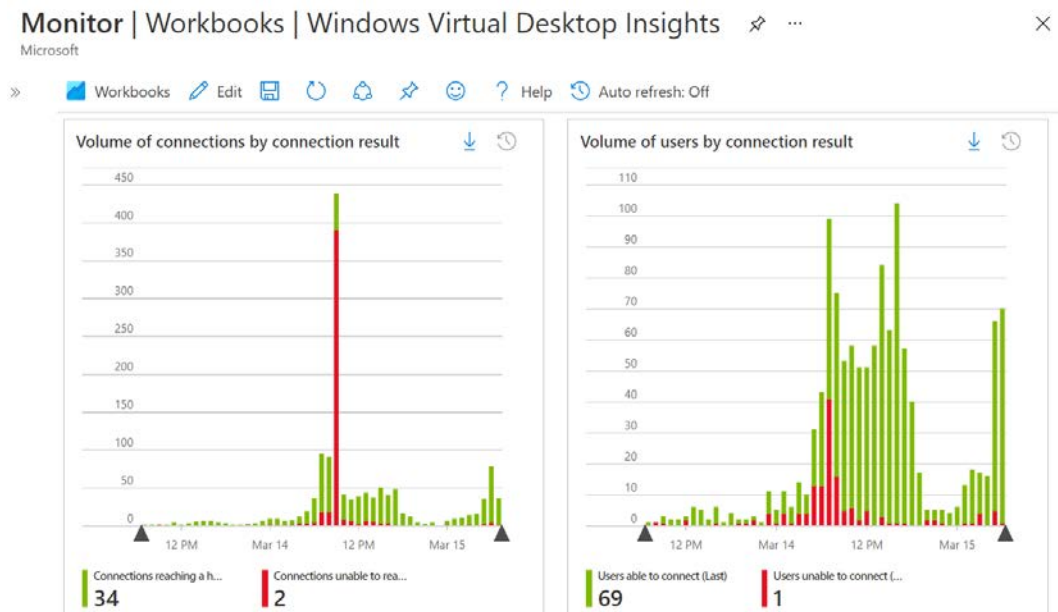 Monitor | Workbooks | Windows Virtual Desktop Insights ...
Microsoft
» Workbooks Edit ? Help Auto refresh: Off
Volume of connections by connection result
450
400
350
300
250
200
150
100
50
0
12 PM Mar 14 12 PM Mar 15
Connections reaching a h...
34
Connections unable to rea...
2
Volume of users by connection result
110
100
90
80
70
60
50
40
30
20
10
0
12 PM Mar 14 12 PM Mar 15
Users able to connect (Last)
69
Users unable to connect (...
1